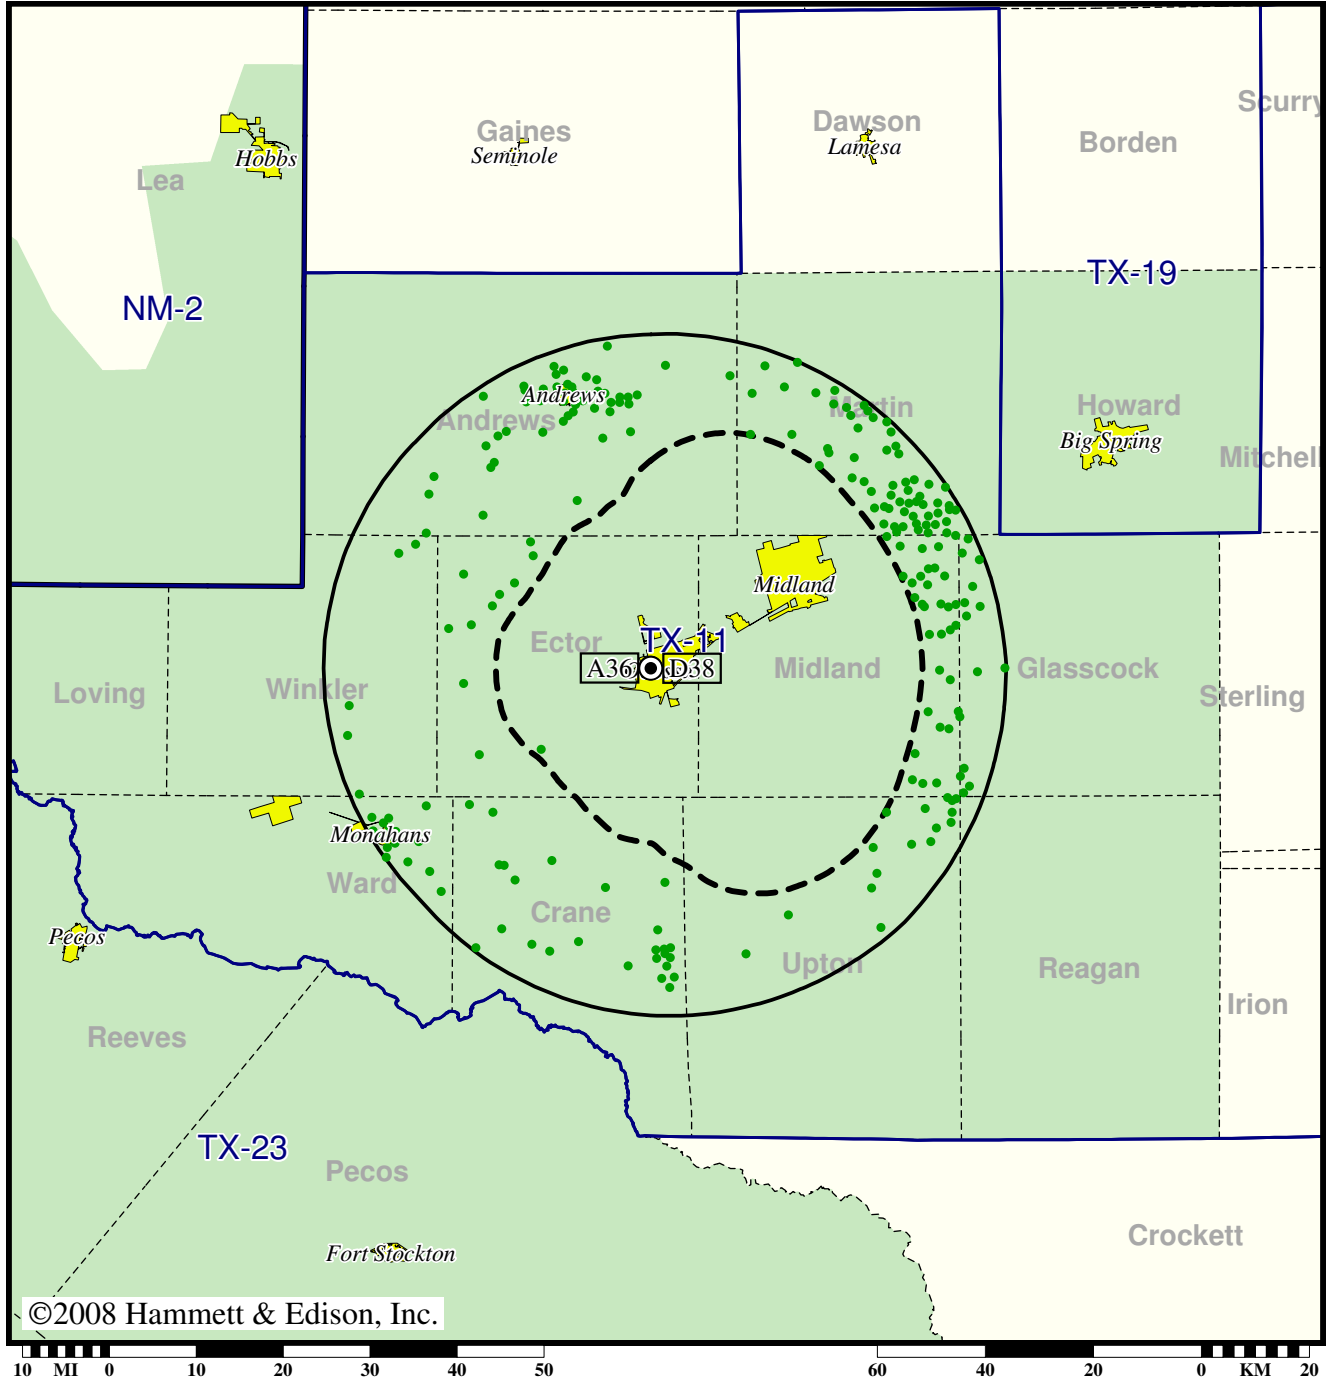 Scurry
Gaines
Dawson
Borden
Seminole
Lamesa
Hobbs
Lea
NM-2
TX-19
Andrews
Andrews
Martin
Howard
Big Spring
Mitchell
Midland
Ector
TX-11
A36
D38
Midland
Glasscock
Loving
Winkler
Sterling
Monahans
Ward
Crane
Pecos
Upton
Reagan
Irion
Reeves
TX-23
Pecos
Crockett
Fort Stockton
©2008 Hammett & Edison, Inc.
10 MI 0 10 20 30 40 50 60 40 20 0 KM 20